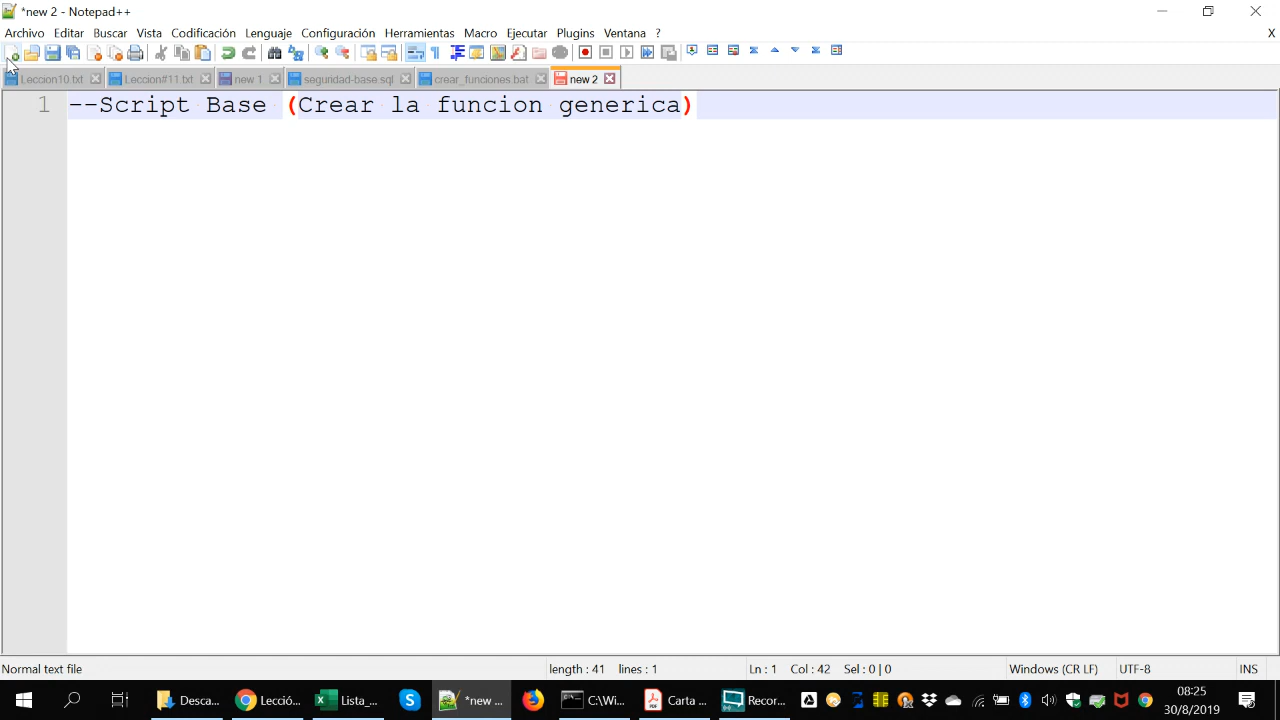 *new 2 - Notepad++
Archivo Editar Buscar Vista Codificación Lenguaje Configuración Herramientas Macro Ejecutar Plugins Ventana ? X
Leccion10.txt Leccion#11.txt new 1 seguridad-base.sql crear_funciones.bat new 2
1 --Script Base (Crear la funcion generica)
Normal text file length : 41 lines : 1 Ln : 1 Col : 42 Sel : 0 | 0 Windows (CR LF) UTF-8 INS
Desca... Lecció... Lista_... *new ... C:\Wi... Carta ... Recor... 08:25
30/8/2019